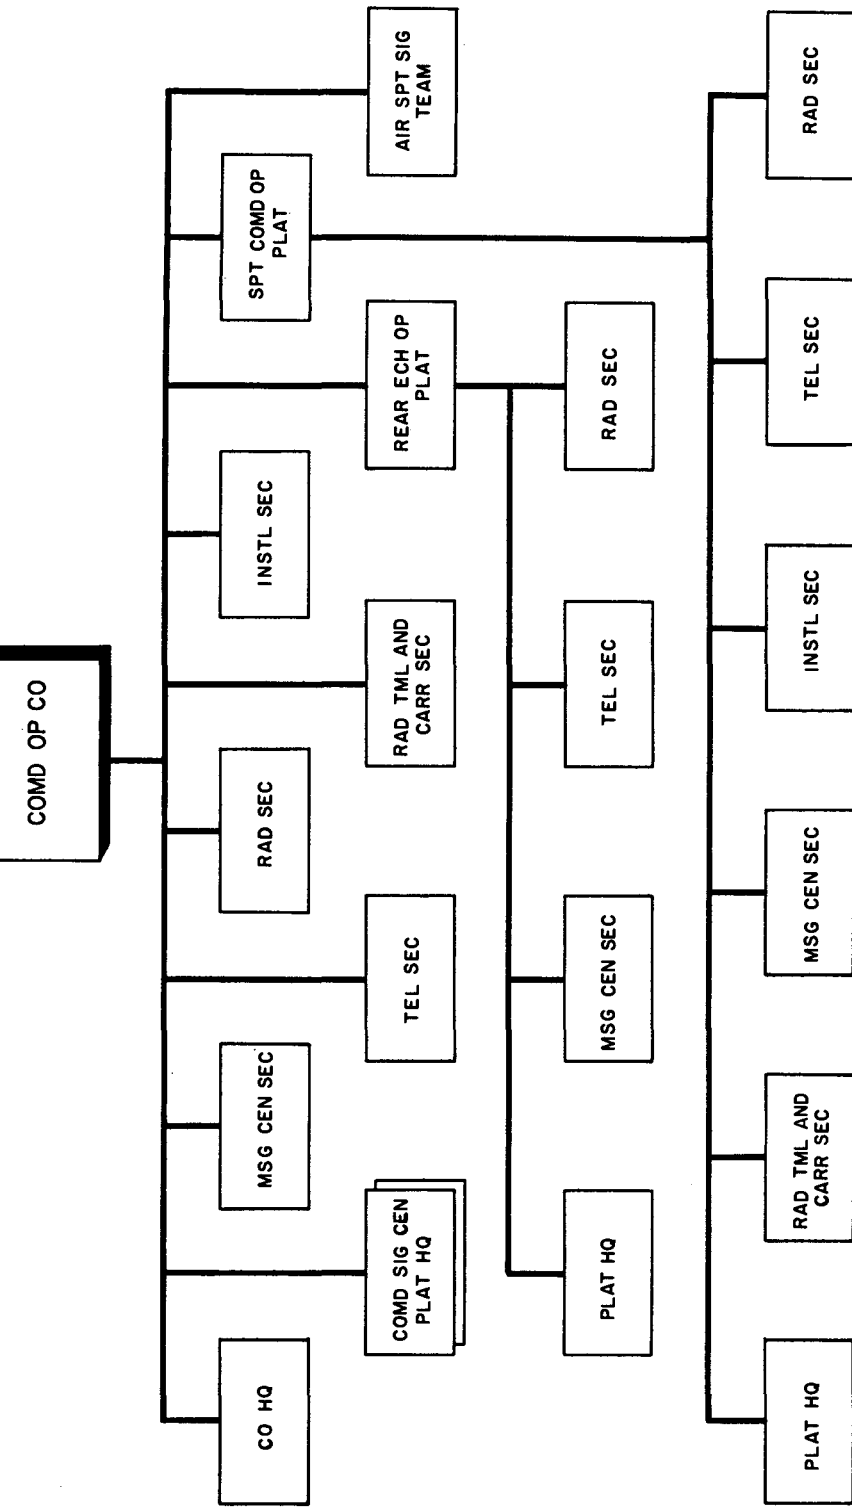 COMD OP CO
CO HQ
COMD SIG CEN
PLAT HQ
MSG CEN SEC
TEL SEC
RAD SEC
RAD TML AND
CARR SEC
INSTL SEC
REAR ECH OP
PLAT
SPT COMD OP
PLAT
AIR SPT SIG
TEAM
PLAT HQ
MSG CEN SEC
TEL SEC
RAD SEC
PLAT HQ
RAD TML AND
CARR SEC
MSG CEN SEC
INSTL SEC
TEL SEC
RAD SEC